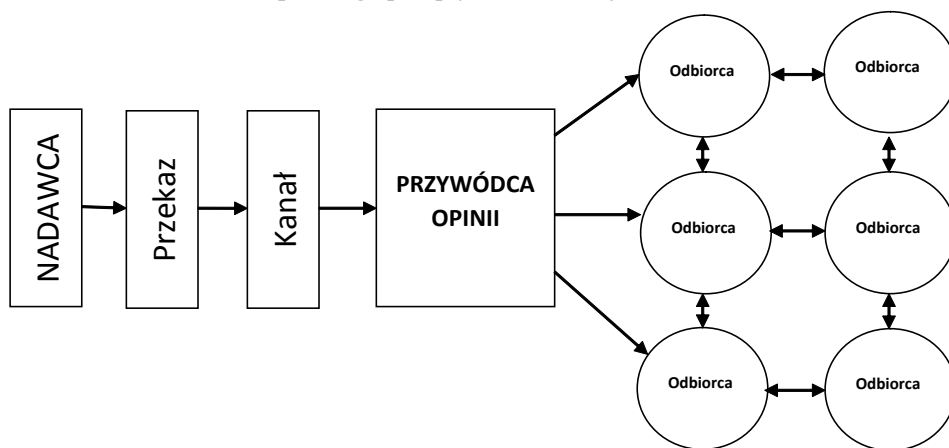 NADAWCA
Przekaz
Kanał
PRZYWÓDCA
OPINII
Odbiorca
Odbiorca
Odbiorca
Odbiorca
Odbiorca
Odbiorca